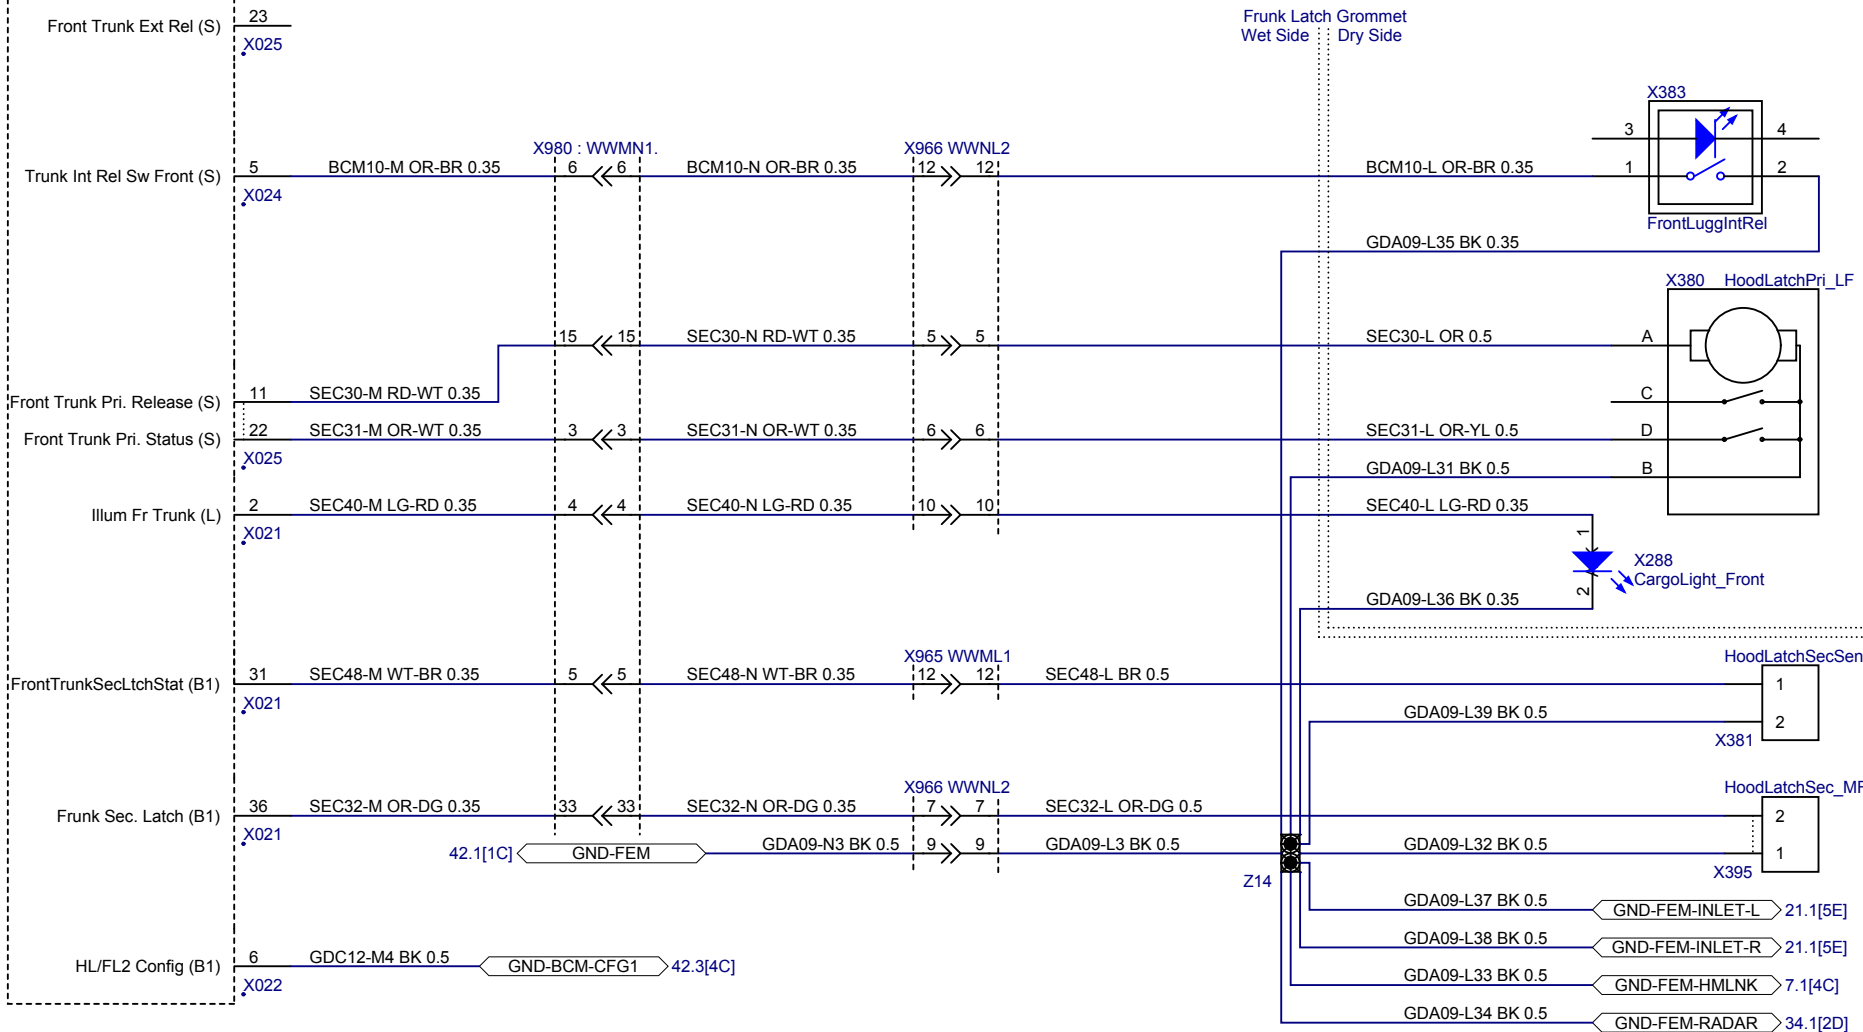 Front Trunk Ext Rel (S) 23
X025
Frunk Latch Grommet
Wet Side Dry Side
X383
3 4
X980 : WWMN1. X966 WWNL2
Trunk Int Rel Sw Front (S) 5 BCM10-M OR-BR 0.35 6 6 BCM10-N OR-BR 0.35 12 12 BCM10-L OR-BR 0.35 1 2
X024
FrontLuggIntRel
GDA09-L35 BK 0.35
X380 HoodLatchPri_LF
15 15 SEC30-N RD-WT 0.35 5 5 SEC30-L OR 0.5 A
Front Trunk Pri. Release (S) 11 SEC30-M RD-WT 0.35 C
Front Trunk Pri. Status (S) 22 SEC31-M OR-WT 0.35 3 3 SEC31-N OR-WT 0.35 6 6 SEC31-L OR-YL 0.5 D
X025
GDA09-L31 BK 0.5 B
Illum Fr Trunk (L) 2 SEC40-M LG-RD 0.35 4 4 SEC40-N LG-RD 0.35 10 10 SEC40-L LG-RD 0.35
X021
1
X288
CargoLight_Front
2
GDA09-L36 BK 0.35
X965 WWML1 HoodLatchSecSen
FrontTrunkSecLtchStat (B1) 31 SEC48-M WT-BR 0.35 5 5 SEC48-N WT-BR 0.35 12 12 SEC48-L BR 0.5 1
X021
GDA09-L39 BK 0.5 2
X381
X966 WWNL2 HoodLatchSec_MF
Frunk Sec. Latch (B1) 36 SEC32-M OR-DG 0.35 33 33 SEC32-N OR-DG 0.35 7 7 SEC32-L OR-DG 0.5 2
X021
42.1[1C] GND-FEM GDA09-N3 BK 0.5 9 9 GDA09-L3 BK 0.5 GDA09-L32 BK 0.5 1
Z14 X395
GDA09-L37 BK 0.5 GND-FEM-INLET-L 21.1[5E]
GDA09-L38 BK 0.5 GND-FEM-INLET-R 21.1[5E]
HL/FL2 Config (B1) 6 GDC12-M4 BK 0.5 GND-BCM-CFG1 42.3[4C]
X022
GDA09-L33 BK 0.5 GND-FEM-HMLNK 7.1[4C]
GDA09-L34 BK 0.5 GND-FEM-RADAR 34.1[2D]